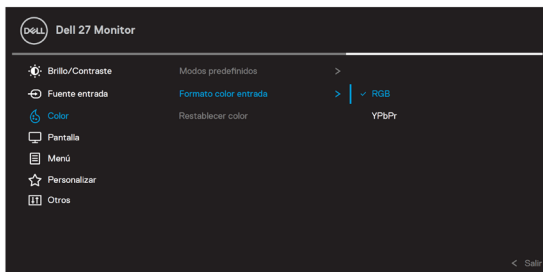 DELL Dell 27 Monitor
Brillo/Contraste Modos predefinidos >
Fuente entrada Formato color entrada > ✓ RGB
Color Restablecer color YPbPr
Pantalla
Menú
Personalizar
Otros
< Salir